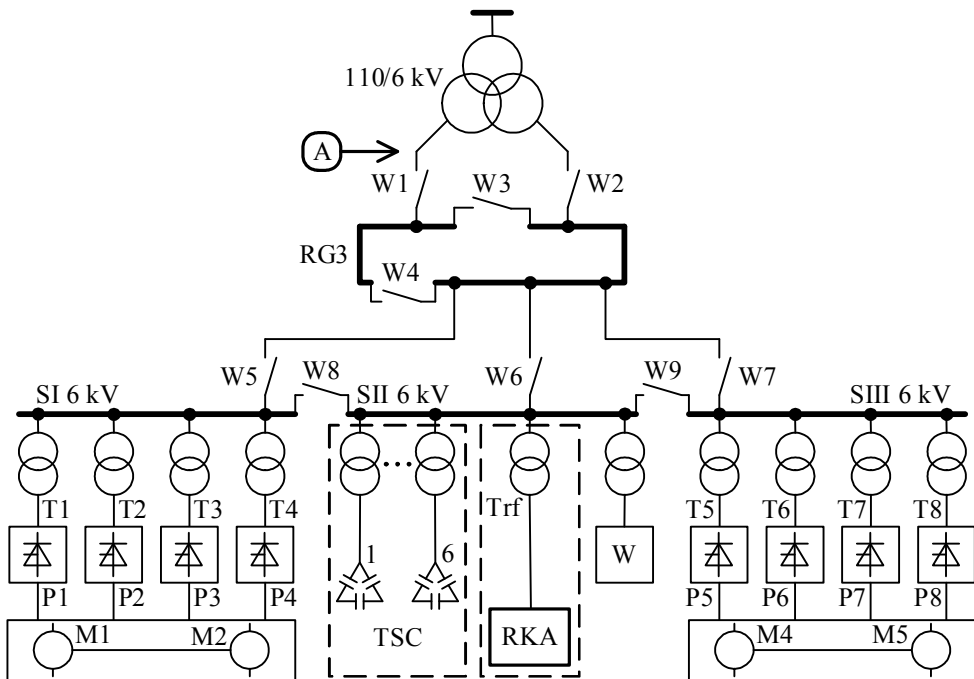 110/6 kV
A
W1
W3
W2
RG3
W4
W5
W8
W6
W9
W7
SI 6 kV
SII 6 kV
SIII 6 kV
T1
T2
T3
T4
...
Trf
T5
T6
T7
T8
1
6
W
P1
P2
P3
P4
P5
P6
P7
P8
M1
M2
TSC
RKA
M4
M5